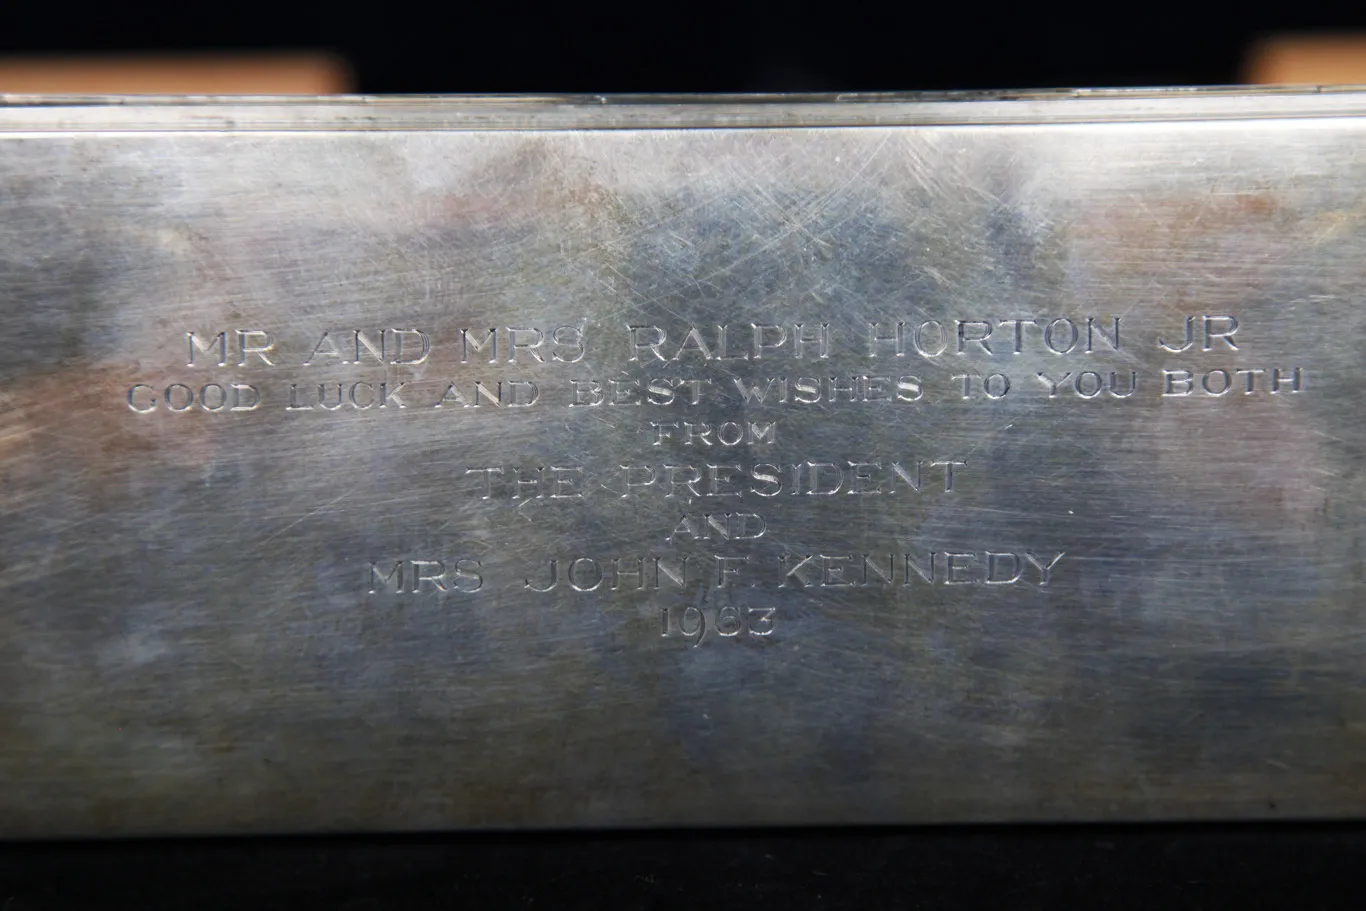 MR AND MRS RALPH HORTON JR
GOOD LUCK AND BEST WISHES TO YOU BOTH
FROM
THE PRESIDENT
AND
MRS JOHN F. KENNEDY
1963